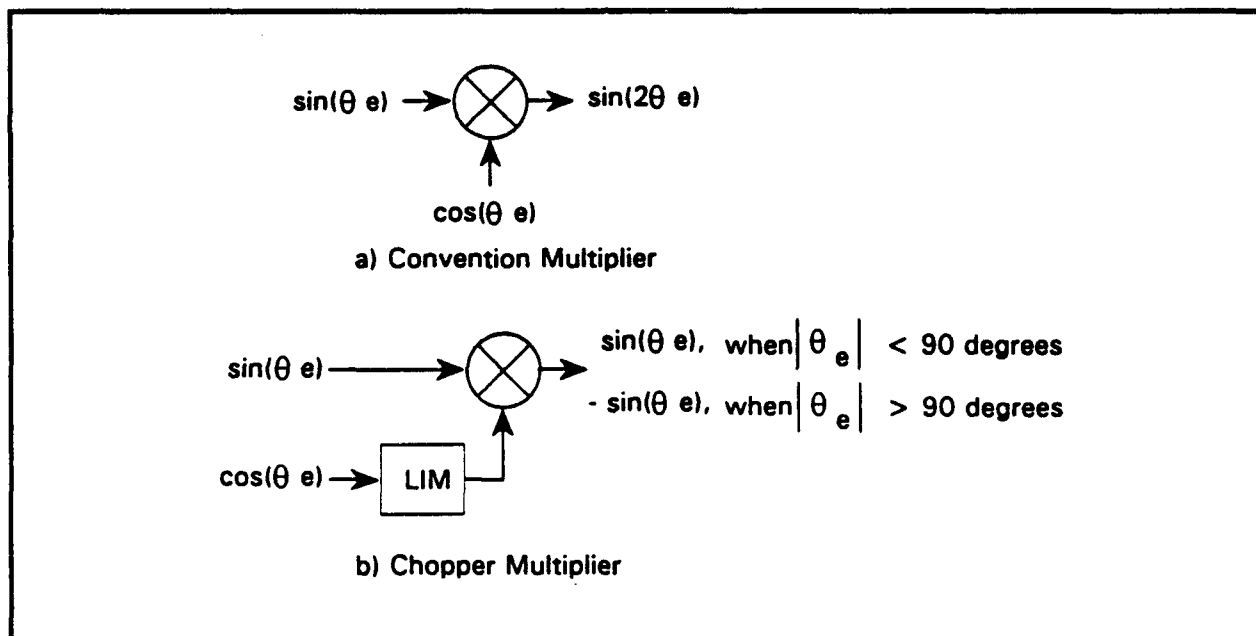 sin(θ e)
sin(2θ e)
cos(θ e)
a) Convention Multiplier
sin(θ e)
sin(θ e), when |θ e| < 90 degrees
- sin(θ e), when |θ e| > 90 degrees
cos(θ e)
LIM
b) Chopper Multiplier